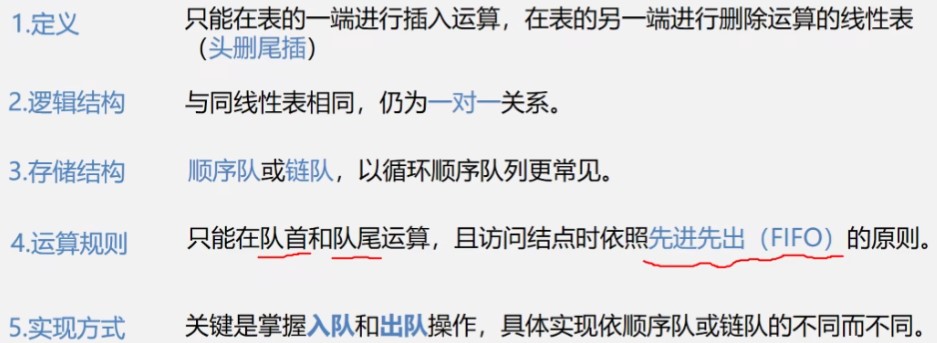 1.定义 只能在表的一端进行插入运算，在表的另一端进行删除运算的线性表
（头删尾插）
2.逻辑结构 与同线性表相同，仍为一对一关系。
3.存储结构 顺序队或链队，以循环顺序队列更常见。
4.运算规则 只能在队首和队尾运算，且访问结点时依照先进先出（FIFO）的原则。
5.实现方式 关键是掌握入队和出队操作，具体实现依顺序队或链队的不同而不同。